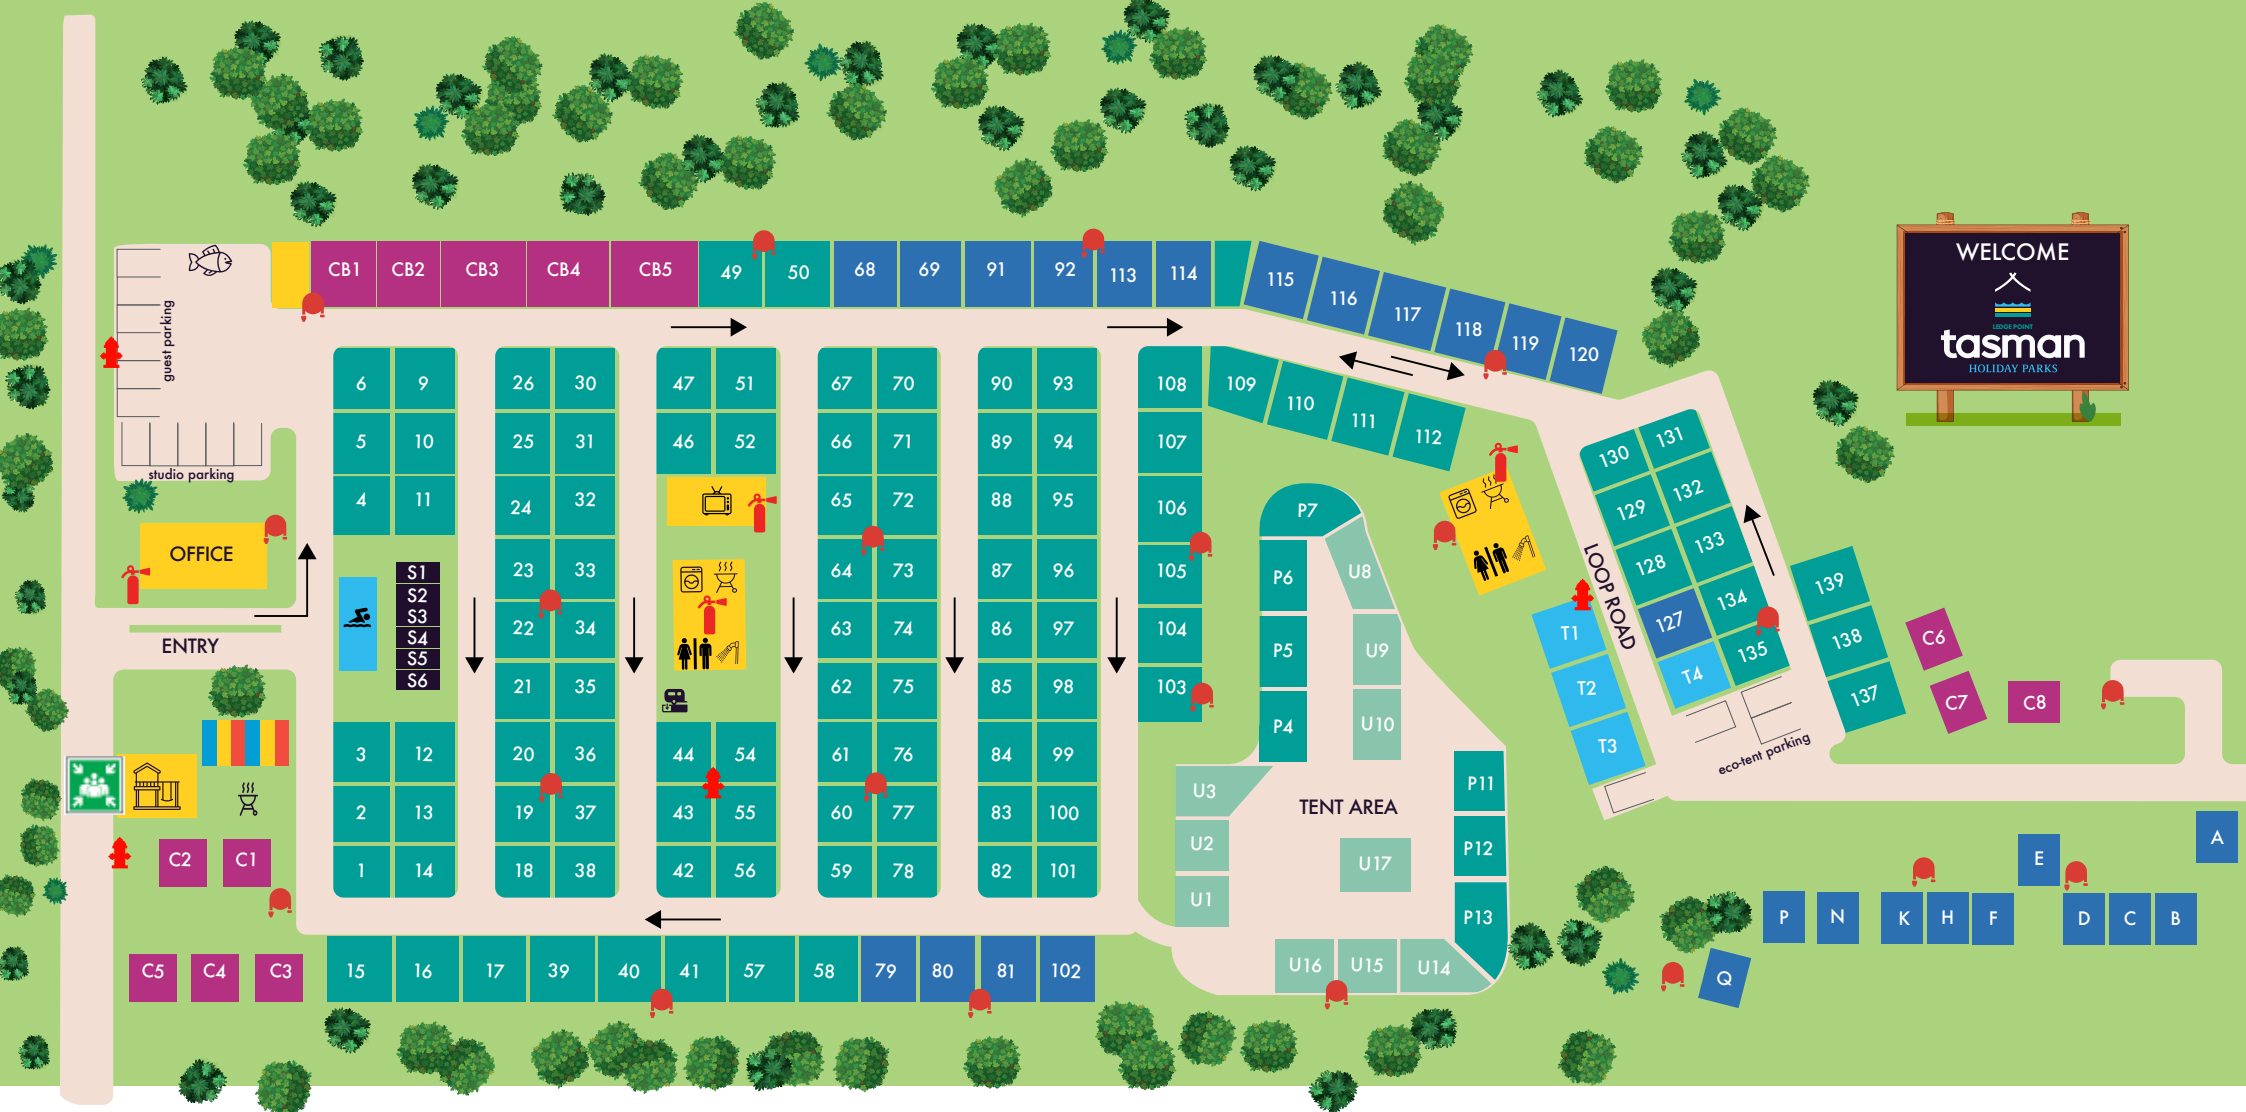 WELCOME
LEDGE POINT
tasman
HOLIDAY PARKS
CB1 CB2 CB3 CB4 CB5 49 50 68 69 91 92 113 114 115 116 117 118 119 120
guest parking
studio parking
OFFICE
ENTRY
6 9 26 30 47 51 67 70 90 93 108 109 110 111 112
5 10 25 31 46 52 66 71 89 94 107
4 11 24 32 65 72 88 95 106
23 33 64 73 87 96 105
22 34 63 74 86 97 104
21 35 62 75 85 98 103
S1
S2
S3
S4
S5
S6
3 12 20 36 44 54 61 76 84 99
2 13 19 37 43 55 60 77 83 100
1 14 18 38 42 56 59 78 82 101
C2 C1
C5 C4 C3
15 16 17 39 40 41 57 58 79 80 81 102
P7
P6 U8
P5 U9
P4 U10
U3
U2
U1
TENT AREA
U17
P11
P12
P13
U16 U15 U14
LOOP ROAD
130 131
129 132
128 133
127 134
T4 135
T1
T2
T3
eco-tent parking
139
138
137
C6
C7 C8
A
E
P N K H F D C B
Q